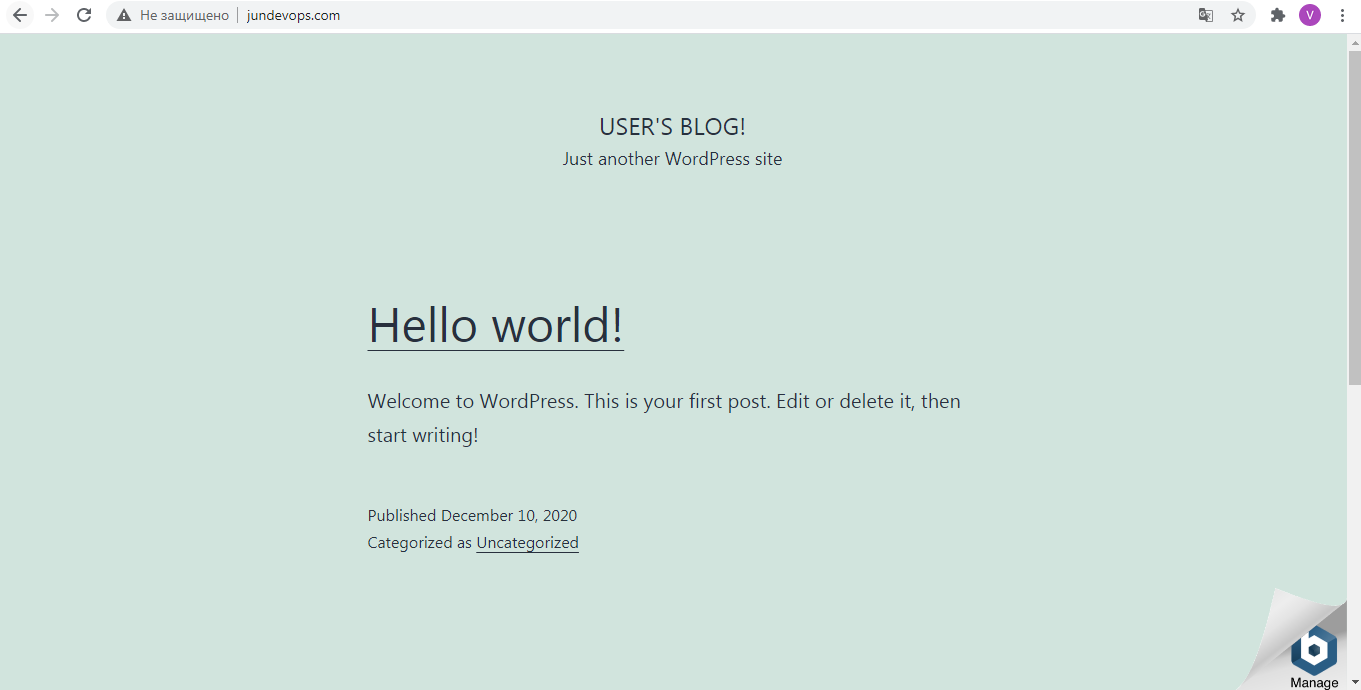 Не защищено jundevops.com
V
USER'S BLOG!
Just another WordPress site
Hello world!
Welcome to WordPress. This is your first post. Edit or delete it, then
start writing!
Published December 10, 2020
Categorized as Uncategorized
b
Manage